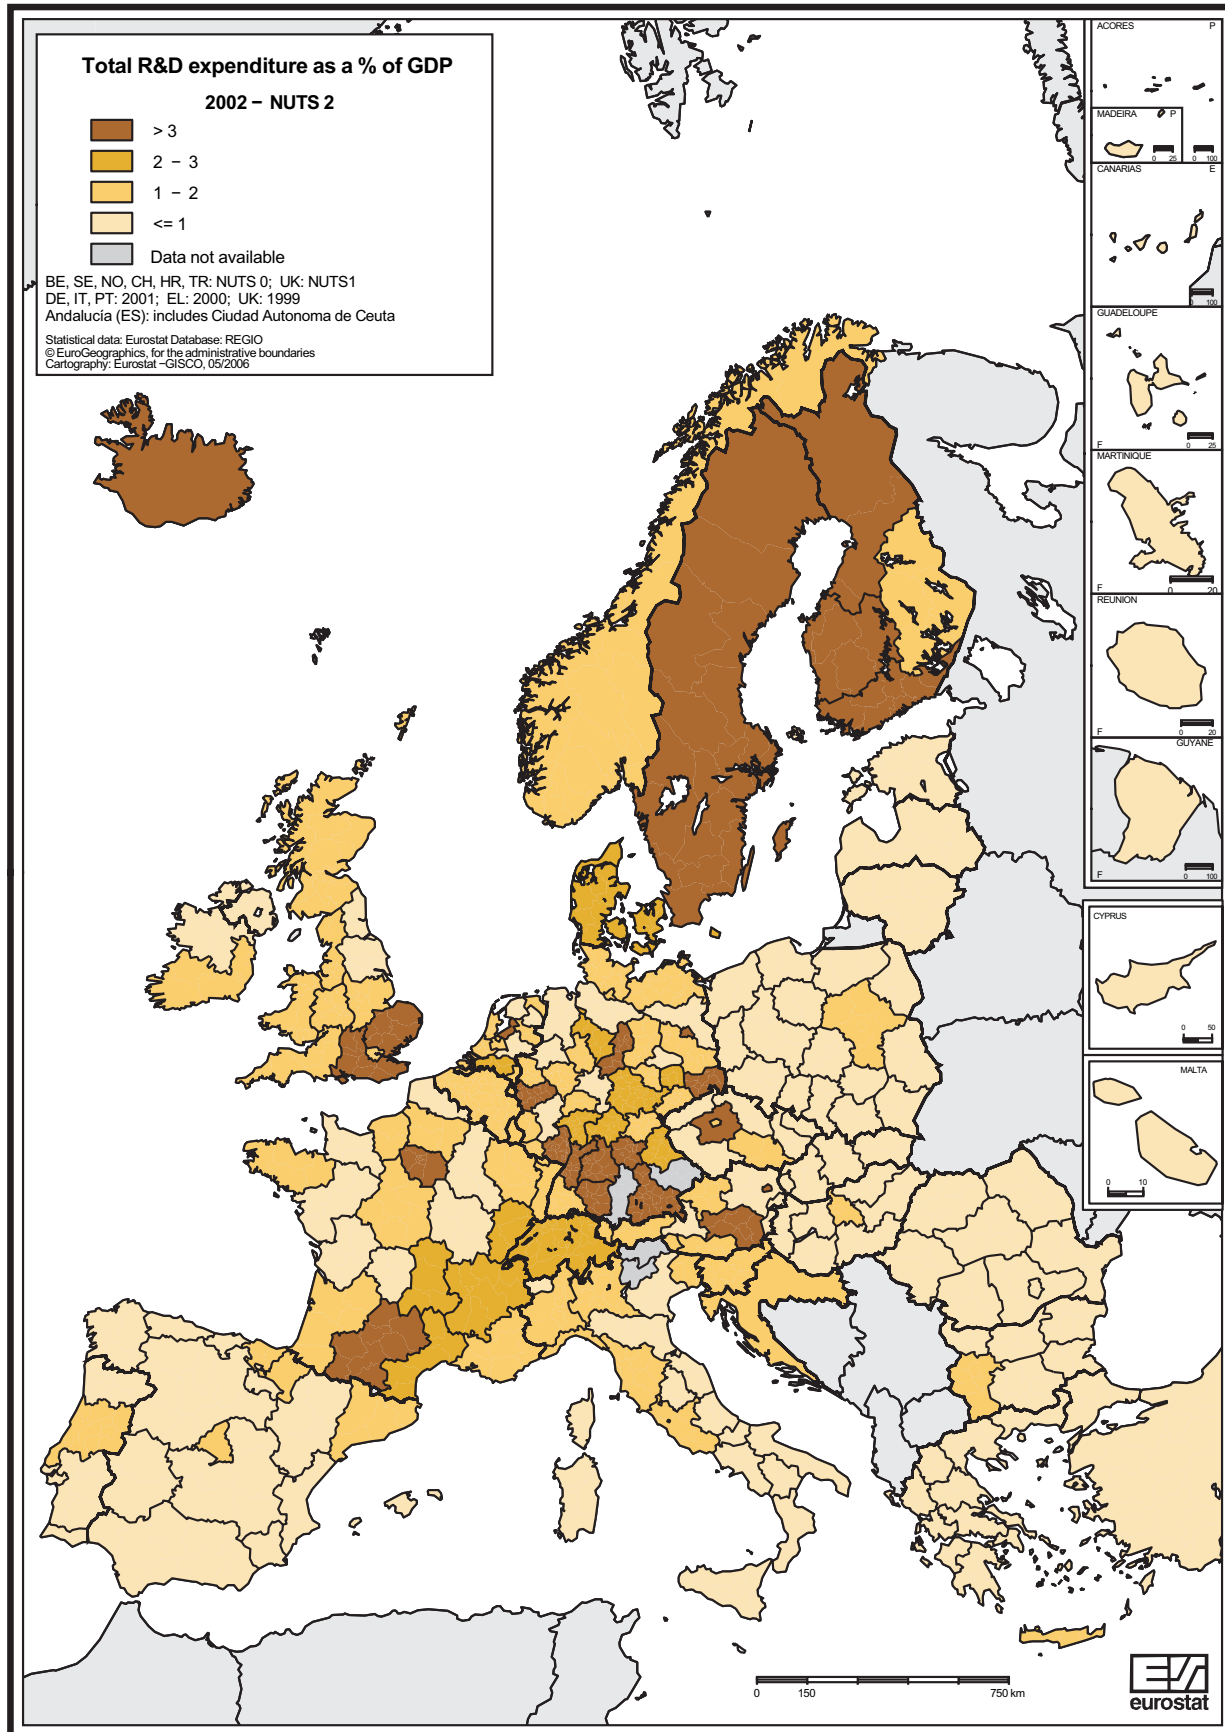 Total R&D expenditure as a % of GDP
2002 − NUTS 2
> 3
2 − 3
1 − 2
<= 1
Data not available
BE, SE, NO, CH, HR, TR: NUTS 0; UK: NUTS1
DE, IT, PT: 2001; EL: 2000; UK: 1999
Andalucía (ES): includes Ciudad Autonoma de Ceuta
Statistical data: Eurostat Database: REGIO
© EuroGeographics, for the administrative boundaries
Cartography: Eurostat −GISCO, 05/2006
ACORES P
MADEIRA P
0 25 0 100
CANARIAS E
0 100
GUADELOUPE
F 0 25
MARTINIQUE
F 0 20
REUNION
0 20
F
GUYANE
F 0 100
CYPRUS
0 50
MALTA
0 10
0 150 750 km
eurostat